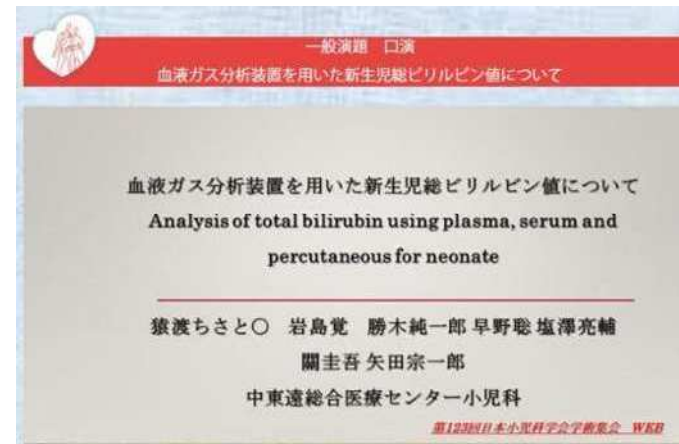 一般演題 口演
血液ガス分析装置を用いた新生児総ビリルビン値について
血液ガス分析装置を用いた新生児総ビリルビン値について
Analysis of total bilirubin using plasma, serum and
percutaneous for neonate
猿渡ちさと〇 岩島覚 勝木純一郎 早野聡 塩澤亮輔
關圭吾 矢田宗一郎
中東遠総合医療センター小児科
第123回日本小児科学会学術集会 WEB